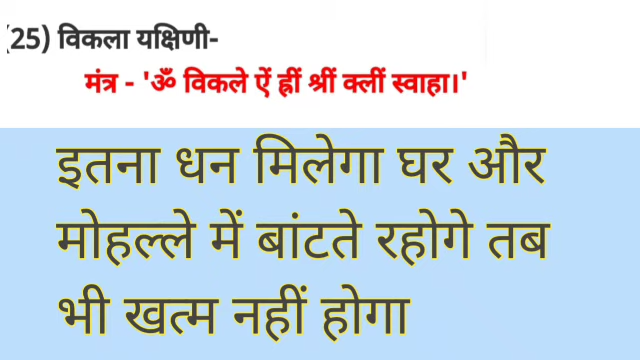 (25) विकला यक्षिणी-
मंत्र - 'ॐ विकले ऐं ह्रीं श्रीं क्लीं स्वाहा।'
इतना धन मिलेगा घर और
मोहल्ले में बांटते रहोगे तब
भी खत्म नहीं होगा